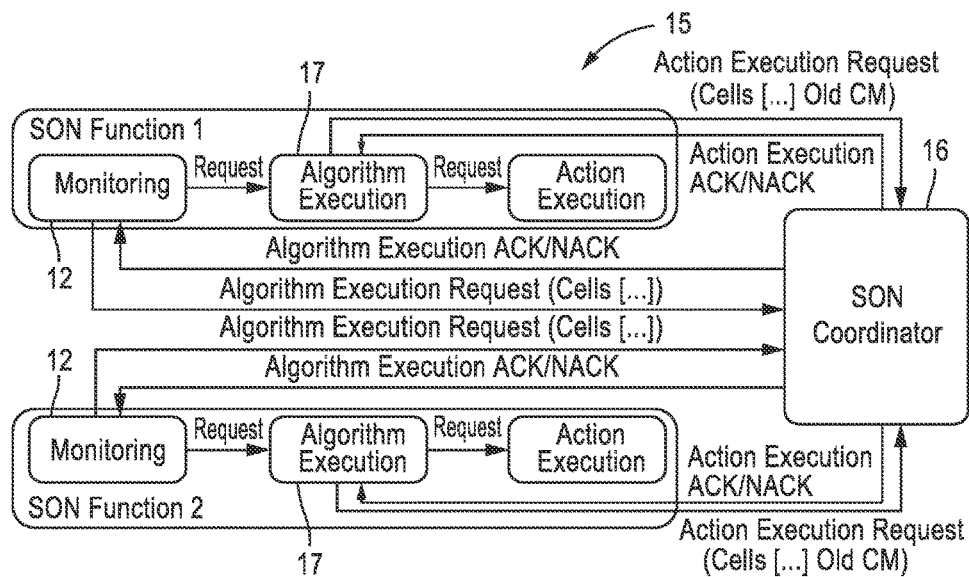 15
Action Execution Request
(Cells [...] Old CM)
17
SON Function 1
Monitoring
Request
Algorithm
Execution
Request
Action
Execution
Action Execution
ACK/NACK
16
12
Algorithm Execution ACK/NACK
Algorithm Execution Request (Cells [...])
SON
Coordinator
Algorithm Execution Request (Cells [...])
12
Algorithm Execution ACK/NACK
Monitoring
Request
Algorithm
Execution
Request
Action
Execution
SON Function 2
Action Execution
ACK/NACK
17
Action Execution Request
(Cells [...] Old CM)